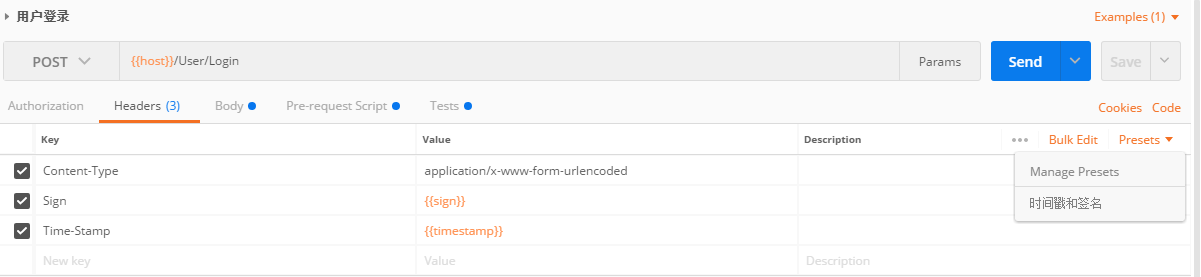 用户登录 Examples (1)
POST {{host}}/User/Login Params Send Save
Authorization Headers (3) Body Pre-request Script Tests Cookies Code
Key Value Description Bulk Edit Presets
Content-Type application/x-www-form-urlencoded Manage Presets
Sign {{sign}} 时间戳和签名
Time-Stamp {{timestamp}}
New key Value Description